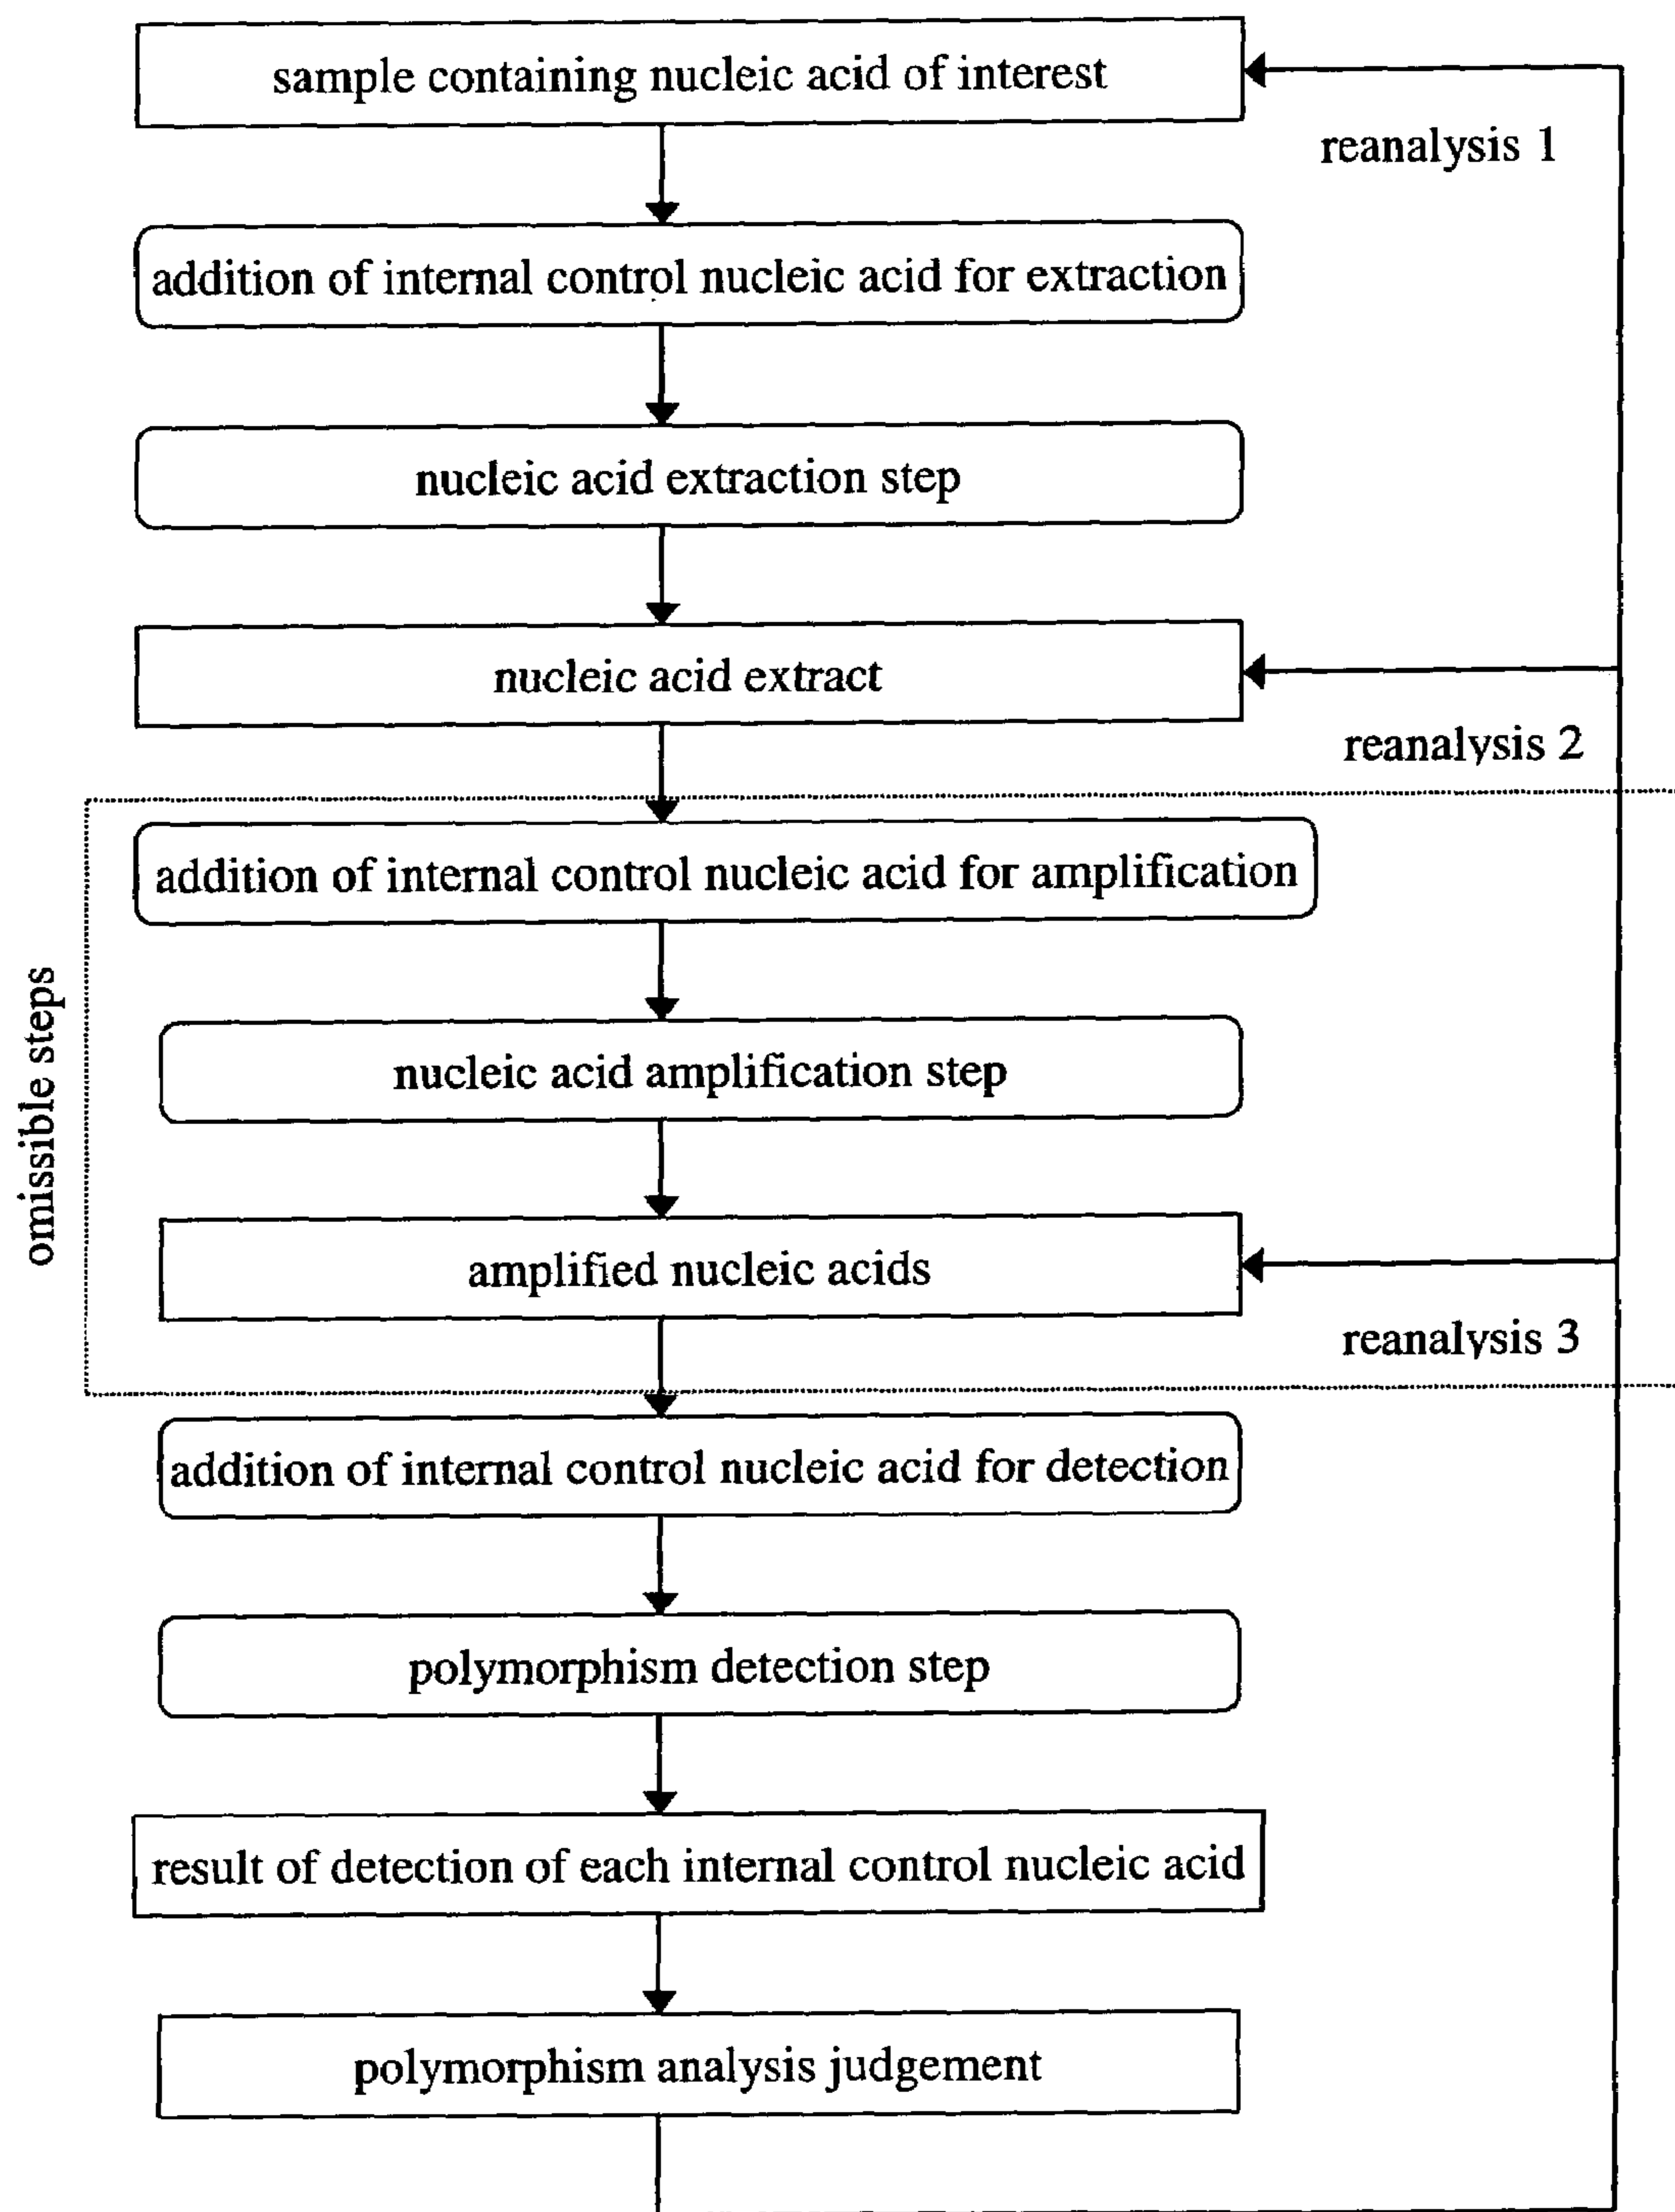 sample containing nucleic acid of interest
reanalysis 1
addition of internal control nucleic acid for extraction
nucleic acid extraction step
nucleic acid extract
reanalysis 2
omissible steps
addition of internal control nucleic acid for amplification
nucleic acid amplification step
amplified nucleic acids
reanalysis 3
addition of internal control nucleic acid for detection
polymorphism detection step
result of detection of each internal control nucleic acid
polymorphism analysis judgement